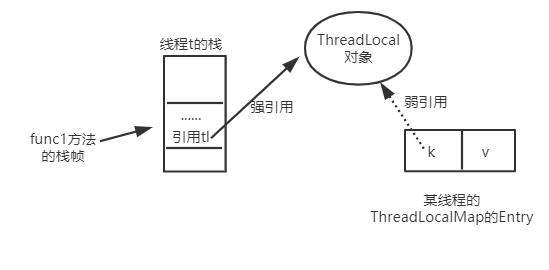 线程t的栈
ThreadLocal
对象
......
引用tl
强引用
弱引用
func1方法
的栈帧
k
v
某线程的
ThreadLocalMap的Entry